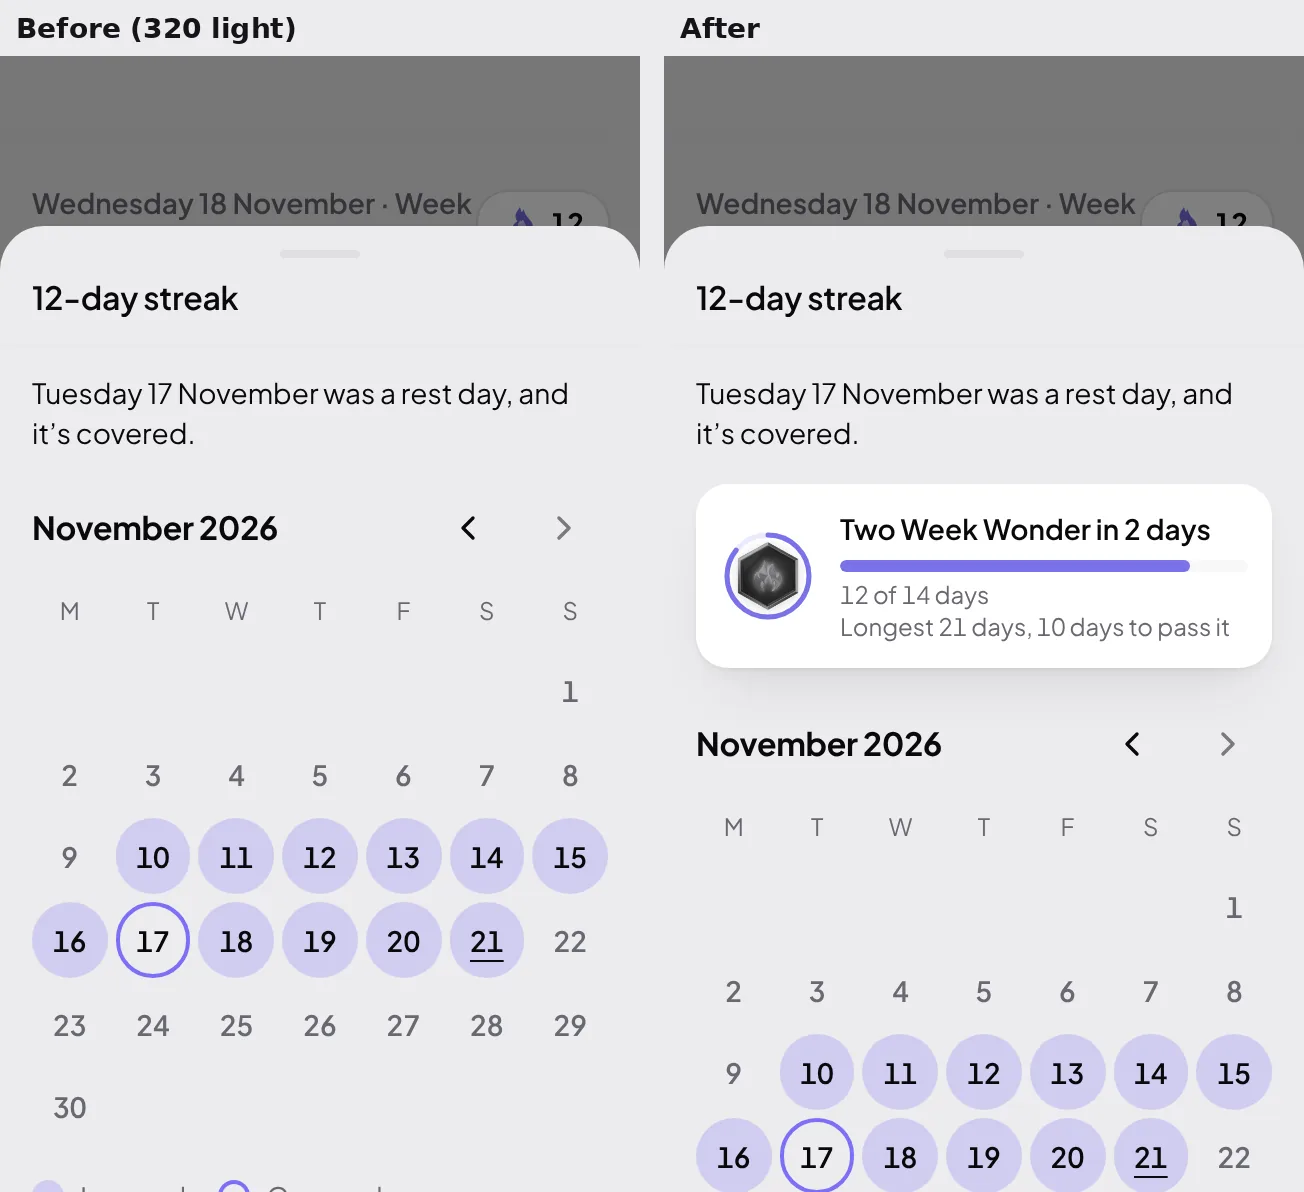 Before (320 light)
Wednesday 18 November · Week
12
12-day streak
Tuesday 17 November was a rest day, and
it’s covered.
November 2026
M T W T F S S
1
2 3 4 5 6 7 8
9 10 11 12 13 14 15
16 17 18 19 20 21 22
23 24 25 26 27 28 29
30
After
Wednesday 18 November · Week
12
12-day streak
Tuesday 17 November was a rest day, and
it’s covered.
Two Week Wonder in 2 days
12 of 14 days
Longest 21 days, 10 days to pass it
November 2026
M T W T F S S
1
2 3 4 5 6 7 8
9 10 11 12 13 14 15
16 17 18 19 20 21 22